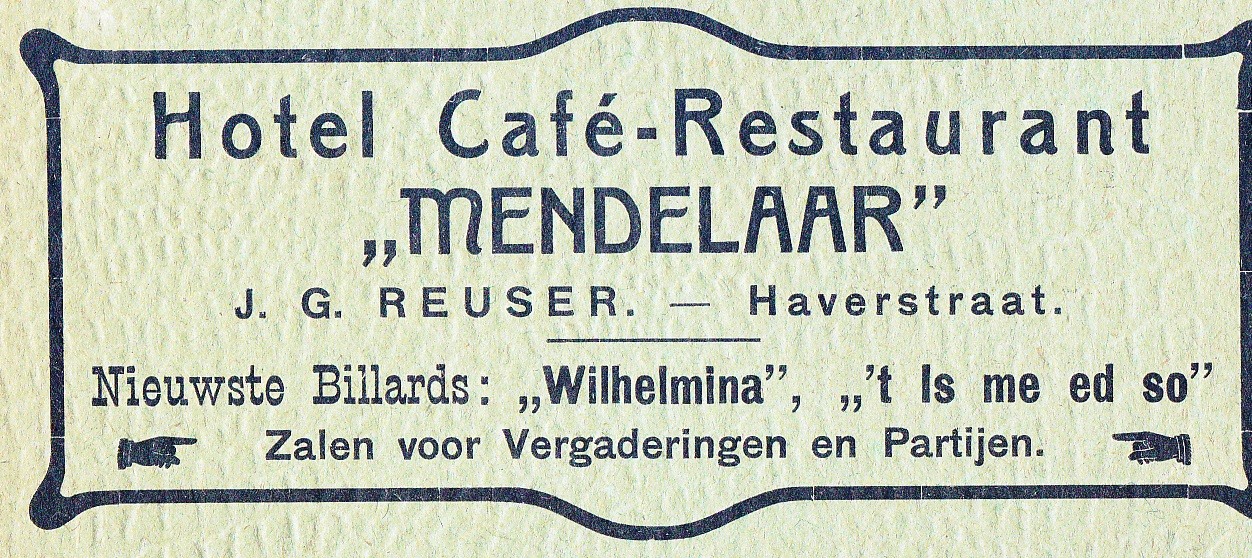 Hotel Café-Restaurant
„MENDELAAR”
J. G. REUSER. — Haverstraat.
Nieuwste Billards: „Wilhelmina”, „’t Is me ed so”
Zalen voor Vergaderingen en Partijen.